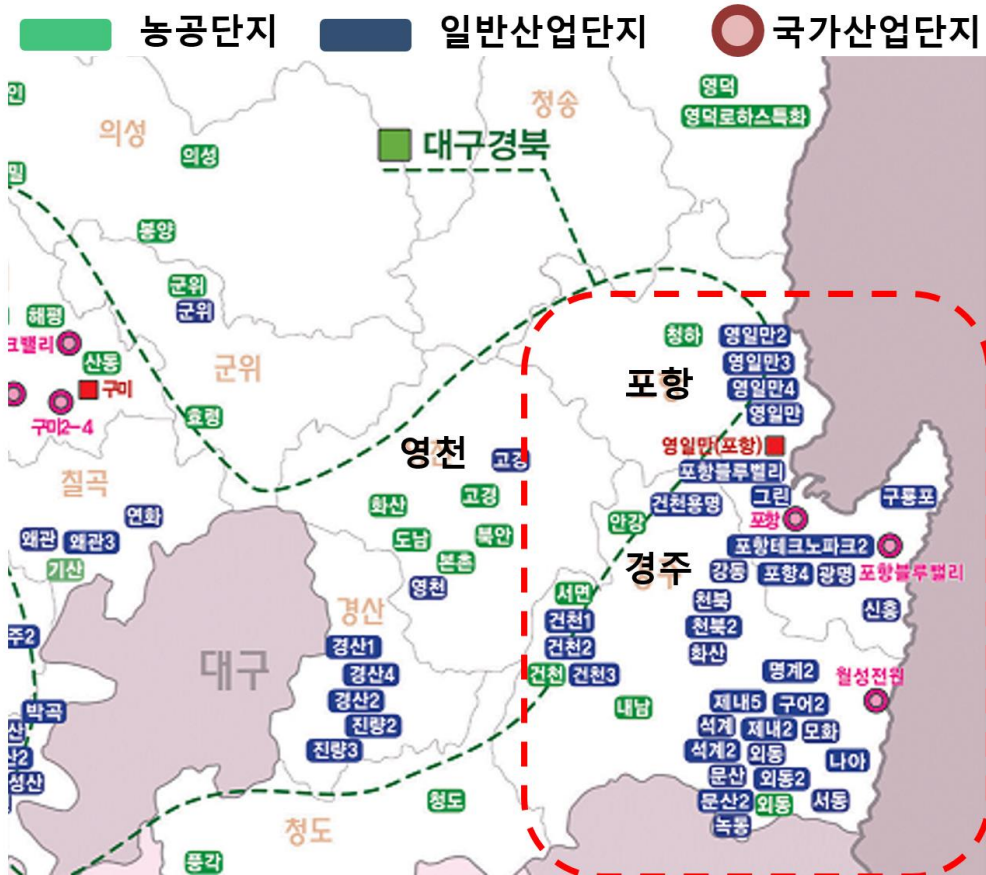 농공단지 일반산업단지 국가산업단지
영덕
영덕로하스특화
청송
의성
의성
대구경북
봉양
군위
군위
해평
크밸리
산동
구미
구미2-4
군위
효령
청하
영일만2
영일만3
영일만4
영일만
포항
영일만(포항)
포항블루벨리
영천
고경
고경
칠곡
연화
왜관
왜관3
기산
화산
도남
북안
본촌
영천
건천용명
그린
구룡포
안강
포항
포항테크노파크2
경주
강동
포항4
광명
포항블루밸리
서면
천북
신흥
건천1
천북2
건천2
화산
건천
건천3
경산
경산1
경산4
경산2
진량2
진량3
대구
주2
박곡
산
산2
성산
명계2
월성전원
내남
제내5
구어2
석계
제내2
모화
석계2
외동
나아
문산
외동2
문산2
외동
서동
녹동
청도
청도
풍각